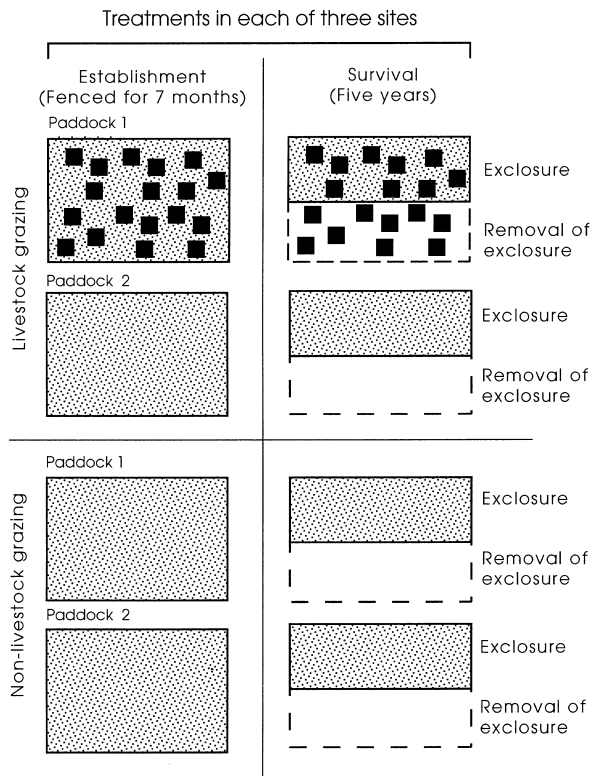 Treatments in each of three sites
Establishment
(Fenced for 7 months)
Survival
(Five years)
Livestock grazing
Paddock 1
Exclosure
Removal of
exclosure
Paddock 2
Exclosure
Removal of
exclosure
Non-livestock grazing
Paddock 1
Exclosure
Removal of
exclosure
Paddock 2
Exclosure
Removal of
exclosure